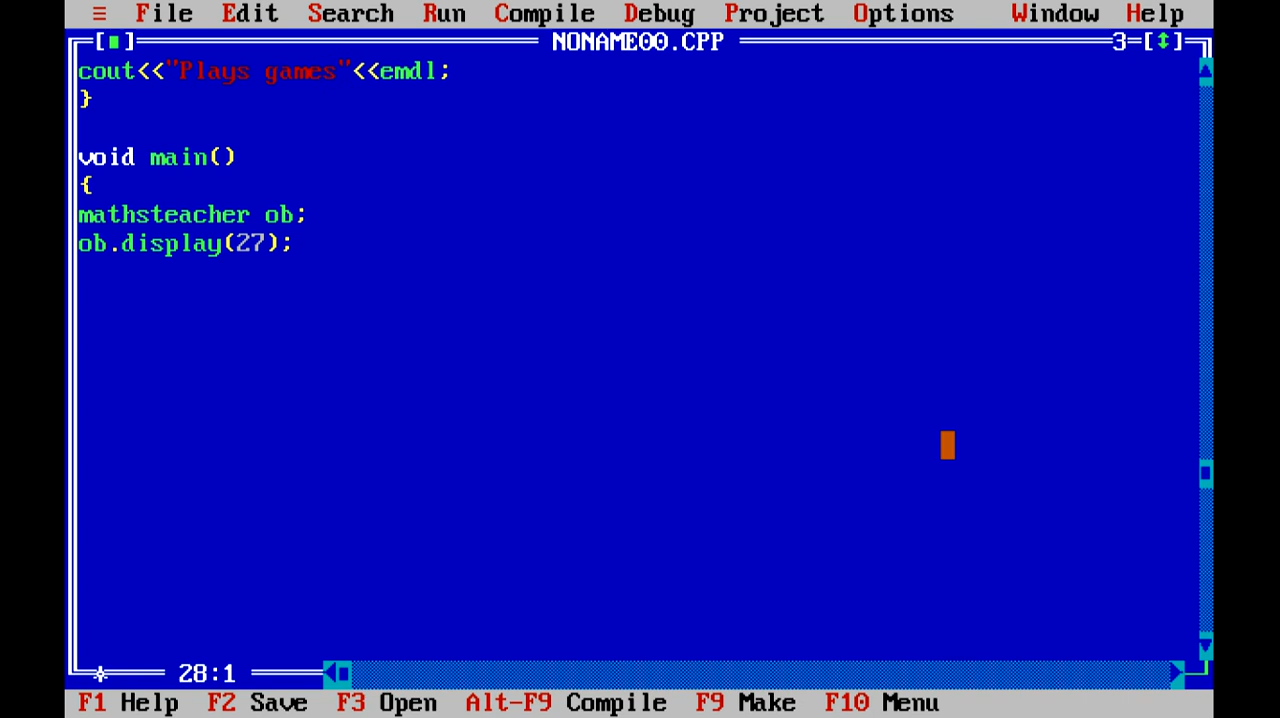 ≡ File Edit Search Run Compile Debug Project Options Window Help
[■] NONAME00.CPP 3=[↕]
cout<<"Plays games"<<emdl;
}
void main()
{
mathsteacher ob;
ob.display(27);
28:1
F1 Help F2 Save F3 Open Alt-F9 Compile F9 Make F10 Menu